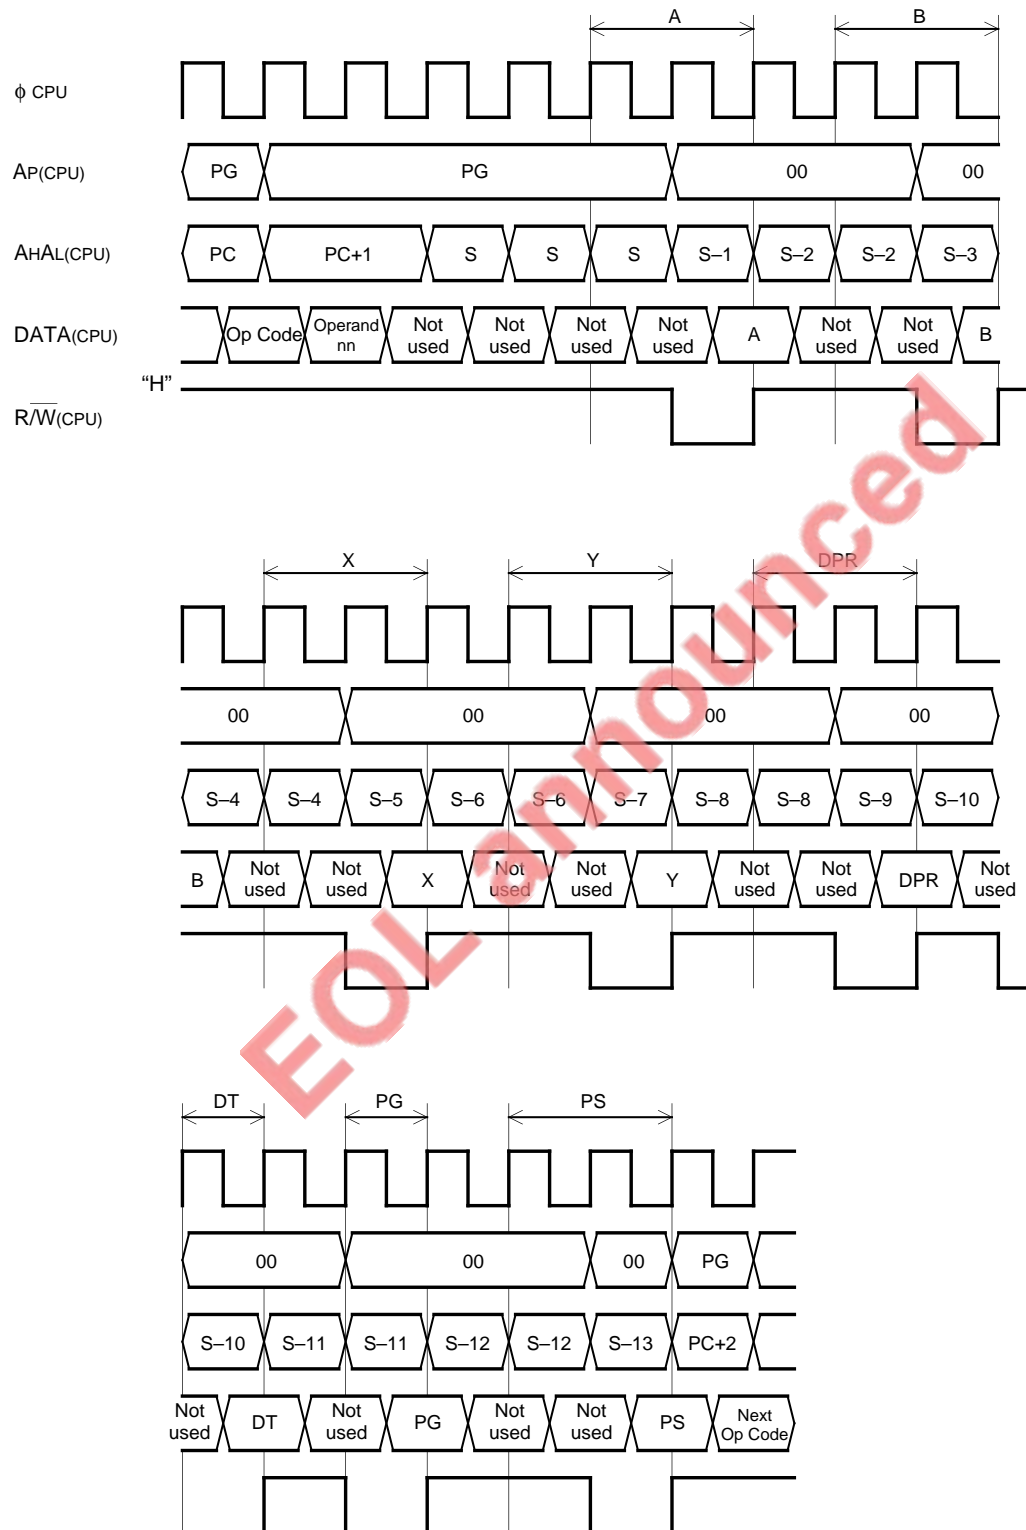 A B
ϕ CPU
AP(CPU) PG PG 00 00
AHAL(CPU) PC PC+1 S S S S–1 S–2 S–2 S–3
DATA(CPU) Op Code Operand nn Not used Not used Not used Not used A Not used Not used B
“H”
R/W(CPU)
X Y DPR
00 00 00 00
S–4 S–4 S–5 S–6 S–6 S–7 S–8 S–8 S–9 S–10
B Not used Not used X Not used Not used Y Not used Not used DPR Not used
EOL announced
DT PG PS
00 00 00 PG
S–10 S–11 S–11 S–12 S–12 S–13 PC+2
Not used DT Not used PG Not used Not used PS Next Op Code